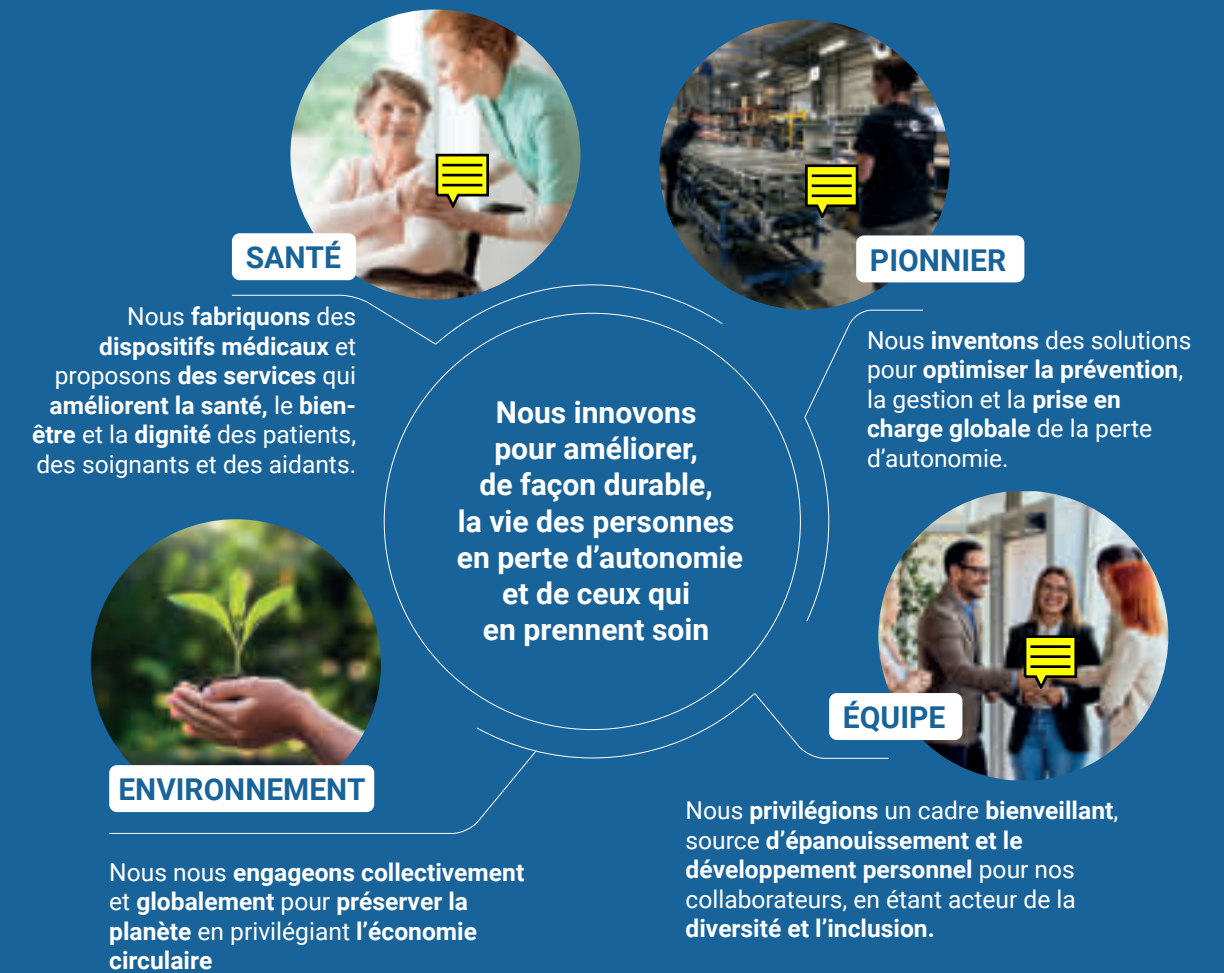 SANTÉ
Nous fabriquons des
dispositifs médicaux et
proposons des services qui
améliorent la santé, le bien-
être et la dignité des patients,
des soignants et des aidants.
PIONNIER
Nous inventons des solutions
pour optimiser la prévention,
la gestion et la prise en
charge globale de la perte
d’autonomie.
Nous innovons
pour améliorer,
de façon durable,
la vie des personnes
en perte d’autonomie
et de ceux qui
en prennent soin
ENVIRONNEMENT
Nous nous engageons collectivement
et globalement pour préserver la
planète en privilégiant l’économie
circulaire
ÉQUIPE
Nous privilégions un cadre bienveillant,
source d’épanouissement et le
développement personnel pour nos
collaborateurs, en étant acteur de la
diversité et l’inclusion.